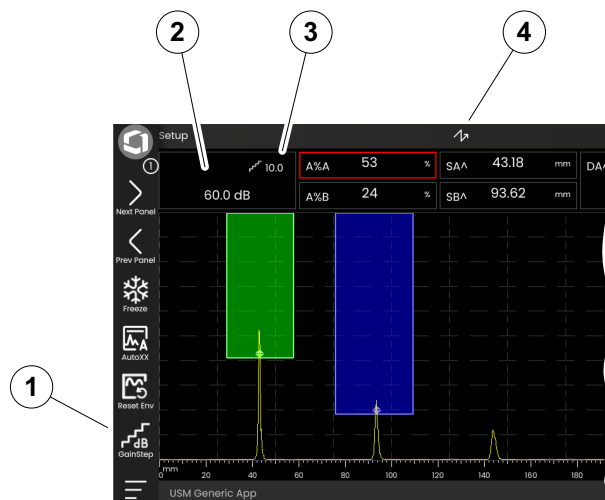 2
3
4
Setup
1
10.0
60.0 dB
A%A 53 %
SA^ 43.18 mm
DA^
A%B 24 %
SB^ 93.62 mm
Next Panel
Prev Panel
Freeze
A
AutoXX
Reset Env
1
dB
GainStep
0 mm 20 40 60 80 100 120 140 160 180
USM Generic App